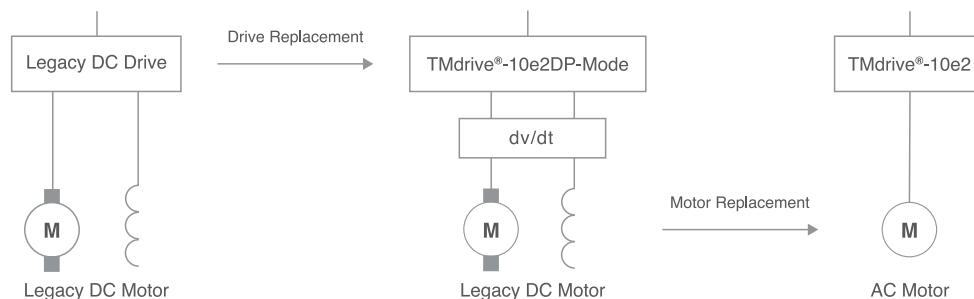 Legacy DC Drive
Drive Replacement
TMdrive®-10e2DP-Mode
TMdrive®-10e2
dv/dt
M
M
Motor Replacement
M
Legacy DC Motor
Legacy DC Motor
AC Motor